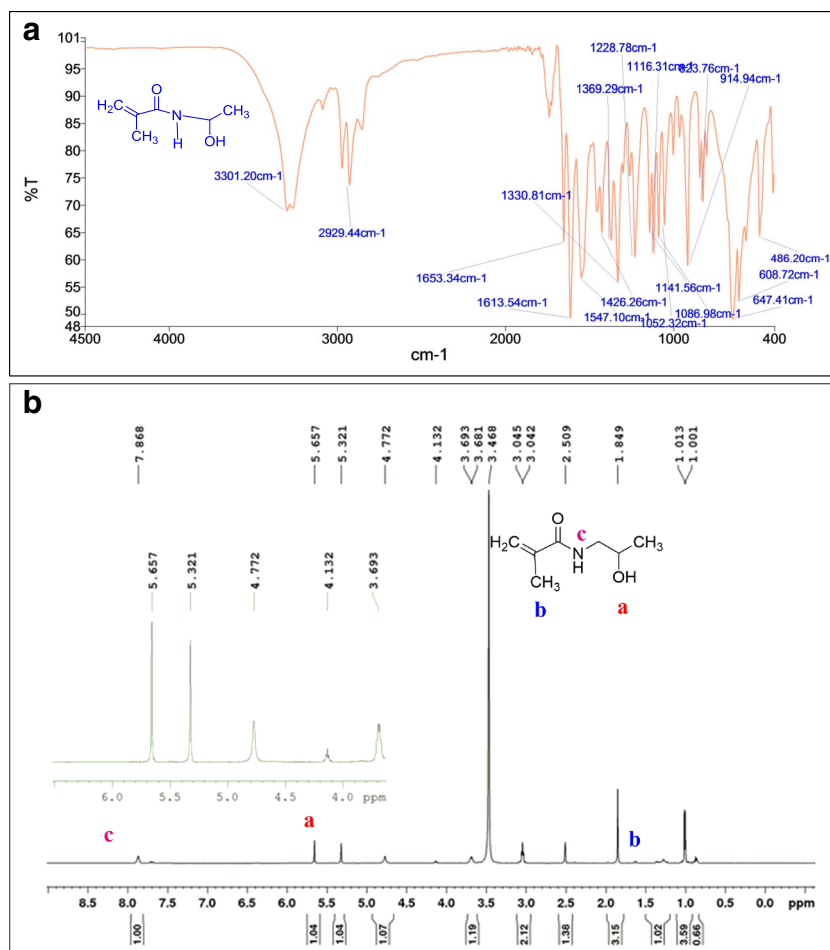 a
101
95
90
85
80
75
70
65
60
55
50
48
%T
4500
4000
3000
2000
1000
400
cm-1
H₂C
O
N
H
CH₃
CH₃
OH
3301.20cm-1
2929.44cm-1
1653.34cm-1
1613.54cm-1
1547.10cm-1
1426.26cm-1
1330.81cm-1
1369.29cm-1
1228.78cm-1
1116.31cm-1
823.76cm-1
914.94cm-1
1141.56cm-1
1086.98cm-1
1052.32cm-1
486.20cm-1
608.72cm-1
647.41cm-1
b
7.868
5.657
5.321
4.772
4.132
3.693
3.681
3.468
3.045
3.042
2.509
1.849
1.013
1.001
5.657
5.321
4.772
4.132
3.693
6.0 5.5 5.0 4.5 4.0 ppm
H₂C
O
c
NH
CH₃
CH₃
OH
b
a
c
a
b
8.5 8.0 7.5 7.0 6.5 6.0 5.5 5.0 4.5 4.0 3.5 3.0 2.5 2.0 1.5 1.0 0.5 0.0 ppm
1.00
1.04
1.04
1.07
1.19
2.12
1.38
3.15
1.02
3.59
0.66